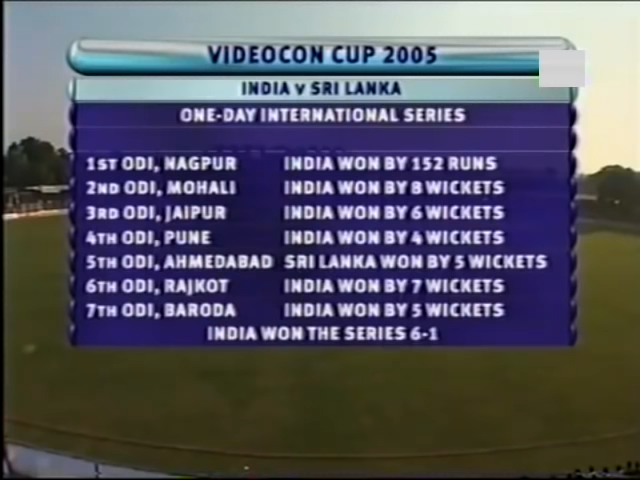 VIDEOCON CUP 2005
INDIA v SRI LANKA
ONE-DAY INTERNATIONAL SERIES
1ST ODI, NAGPUR INDIA WON BY 152 RUNS
2ND ODI, MOHALI INDIA WON BY 8 WICKETS
3RD ODI, JAIPUR INDIA WON BY 6 WICKETS
4TH ODI, PUNE INDIA WON BY 4 WICKETS
5TH ODI, AHMEDABAD SRI LANKA WON BY 5 WICKETS
6TH ODI, RAJKOT INDIA WON BY 7 WICKETS
7TH ODI, BARODA INDIA WON BY 5 WICKETS
INDIA WON THE SERIES 6-1